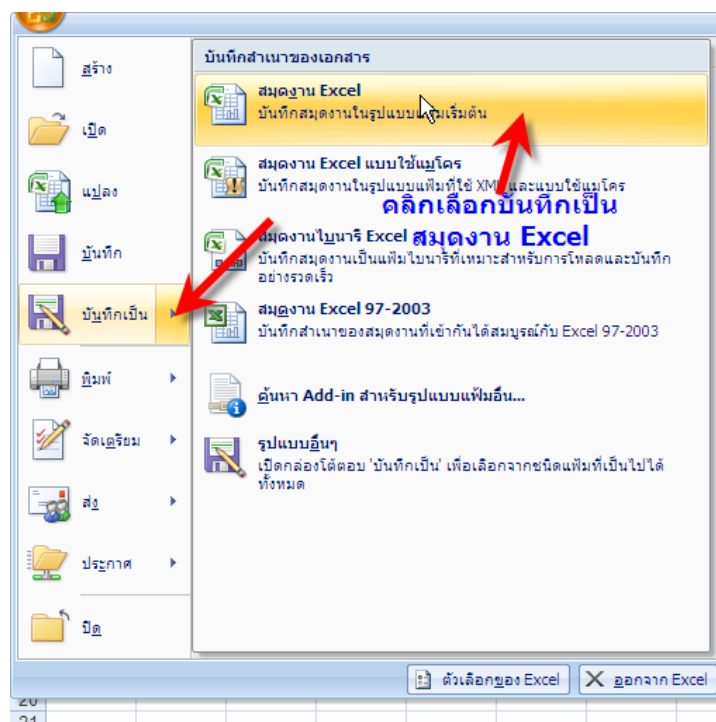 สร้าง
เปิด
แปลง
บันทึก
บันทึกเป็น
พิมพ์
จัดเตรียม
ส่ง
ประกาศ
ปิด
บันทึกสำเนาของเอกสาร
สมุดงาน Excel
บันทึกสมุดงานในรูปแบบแฟ้มเริ่มต้น
สมุดงาน Excel แบบใช้แมโคร
บันทึกสมุดงานในรูปแบบแฟ้มที่ใช้ XML และแบบใช้แมโคร
คลิกเลือกบันทึกเป็น
สมุดงาน Excel
สมุดงานไบนารี Excel
บันทึกสมุดงานเป็นแฟ้มไบนารีที่เหมาะสำหรับการโหลดและบันทึก
อย่างรวดเร็ว
สมุดงาน Excel 97-2003
บันทึกสำเนาของสมุดงานที่เข้ากันได้สมบูรณ์กับ Excel 97-2003
ค้นหา Add-in สำหรับรูปแบบแฟ้มอื่น...
รูปแบบอื่นๆ
เปิดกล่องโต้ตอบ 'บันทึกเป็น' เพื่อเลือกจากชนิดแฟ้มที่เป็นไปได้
ทั้งหมด
ตัวเลือกของ Excel
ออกจาก Excel
20
21